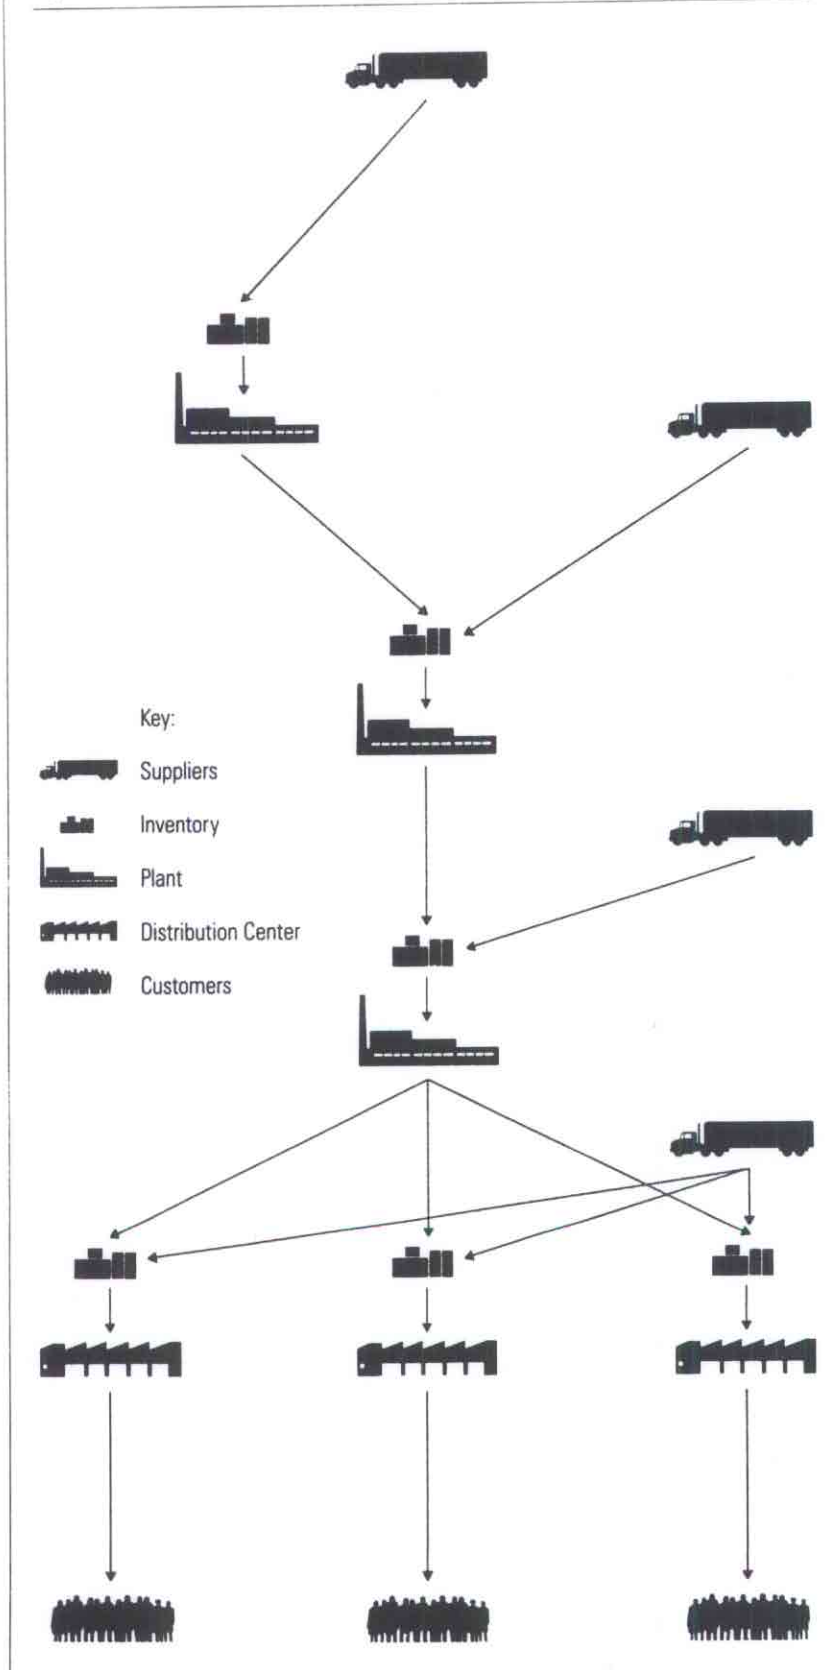 Key:
Suppliers
Inventory
Plant
Distribution Center
Customers